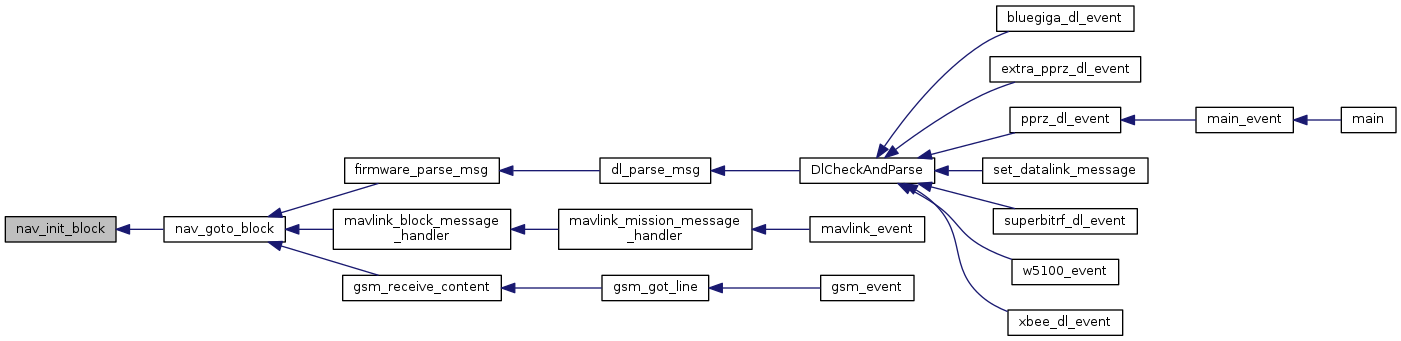 nav_init_block
nav_goto_block
firmware_parse_msg
mavlink_block_message
_handler
gsm_receive_content
dl_parse_msg
mavlink_mission_message
_handler
gsm_got_line
DlCheckAndParse
mavlink_event
gsm_event
bluegiga_dl_event
extra_pprz_dl_event
pprz_dl_event
set_datalink_message
superbitrf_dl_event
w5100_event
xbee_dl_event
main_event
main